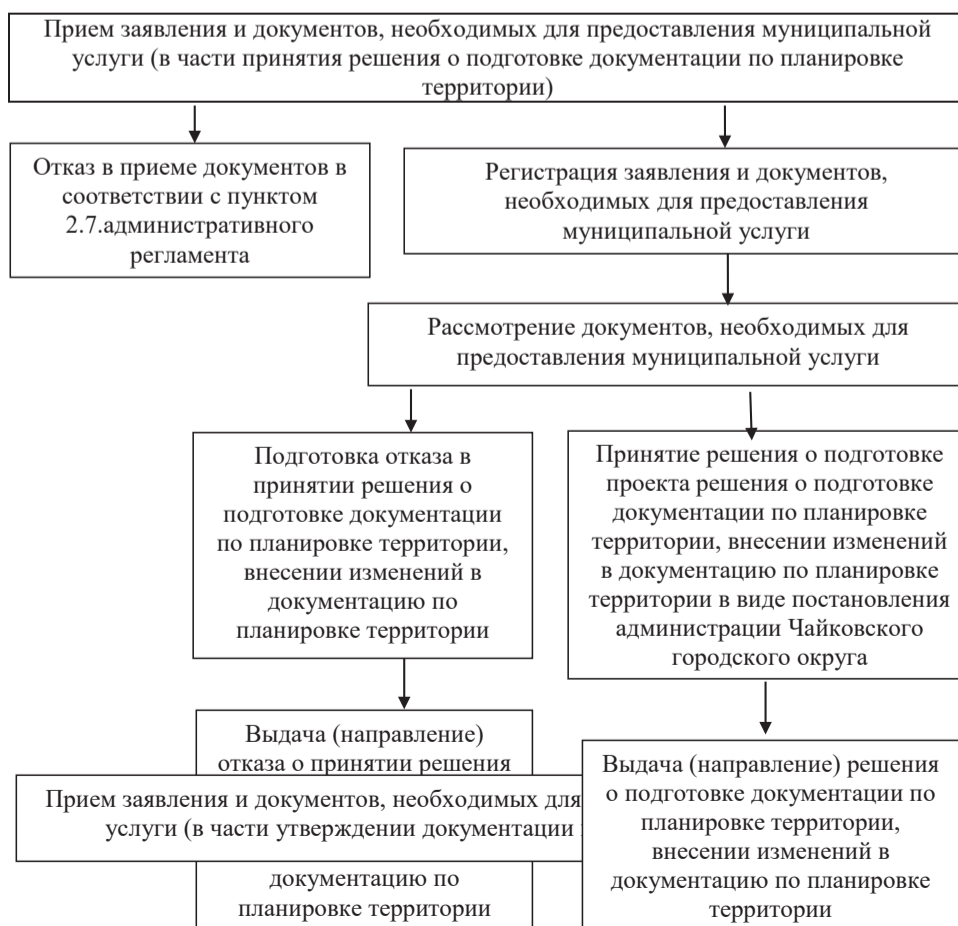 Прием заявления и документов, необходимых для предоставления муниципальной
услуги (в части принятия решения о подготовке документации по планировке
территории)
Отказ в приеме документов в
соответствии с пунктом
2.7.административного
регламента
Регистрация заявления и документов,
необходимых для предоставления
муниципальной услуги
Рассмотрение документов, необходимых для
предоставления муниципальной услуги
Подготовка отказа в
принятии решения о
подготовке документации
по планировке территории,
внесении изменений в
документацию по
планировке территории
Принятие решения о подготовке
проекта решения о подготовке
документации по планировке
территории, внесении изменений
в документацию по планировке
территории в виде постановления
администрации Чайковского
городского округа
Выдача (направление)
отказа о принятии решения
Прием заявления и документов, необходимых для
услуги (в части утверждении документации
документацию по
планировке территории
Выдача (направление) решения
о подготовке документации по
планировке территории,
внесении изменений в
документацию по планировке
территории